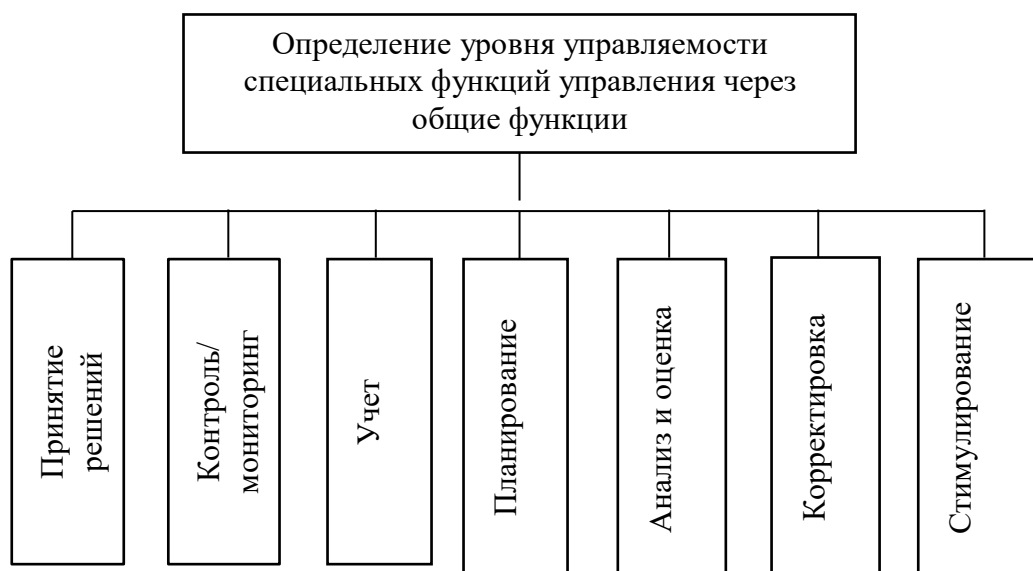 Определение уровня управляемости
специальных функций управления через
общие функции
Принятие
решений
Контроль/
мониторинг
Учет
Планирование
Анализ и оценка
Корректировка
Стимулирование